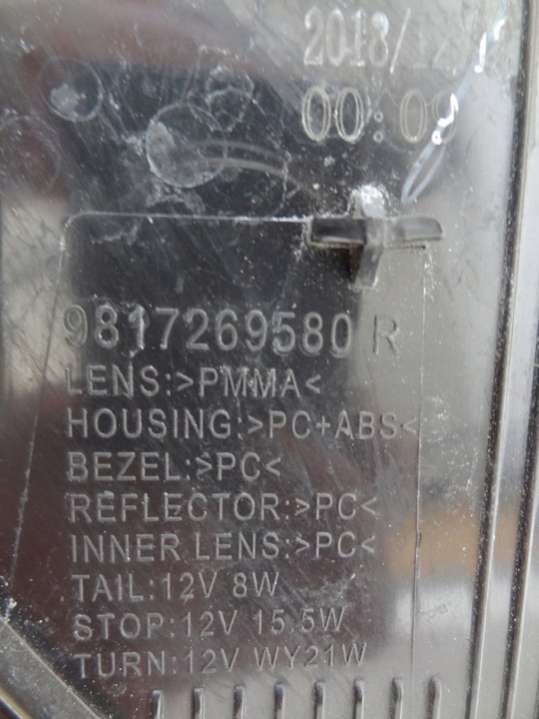 2018/
00:09
9817269580 R
LENS:>PMMA<
HOUSING:>PC+ABS<
BEZEL:>PC<
REFLECTOR:>PC<
INNER LENS:>PC<
TAIL:12V 8W
STOP:12V 15.5W
TURN:12V WY21W